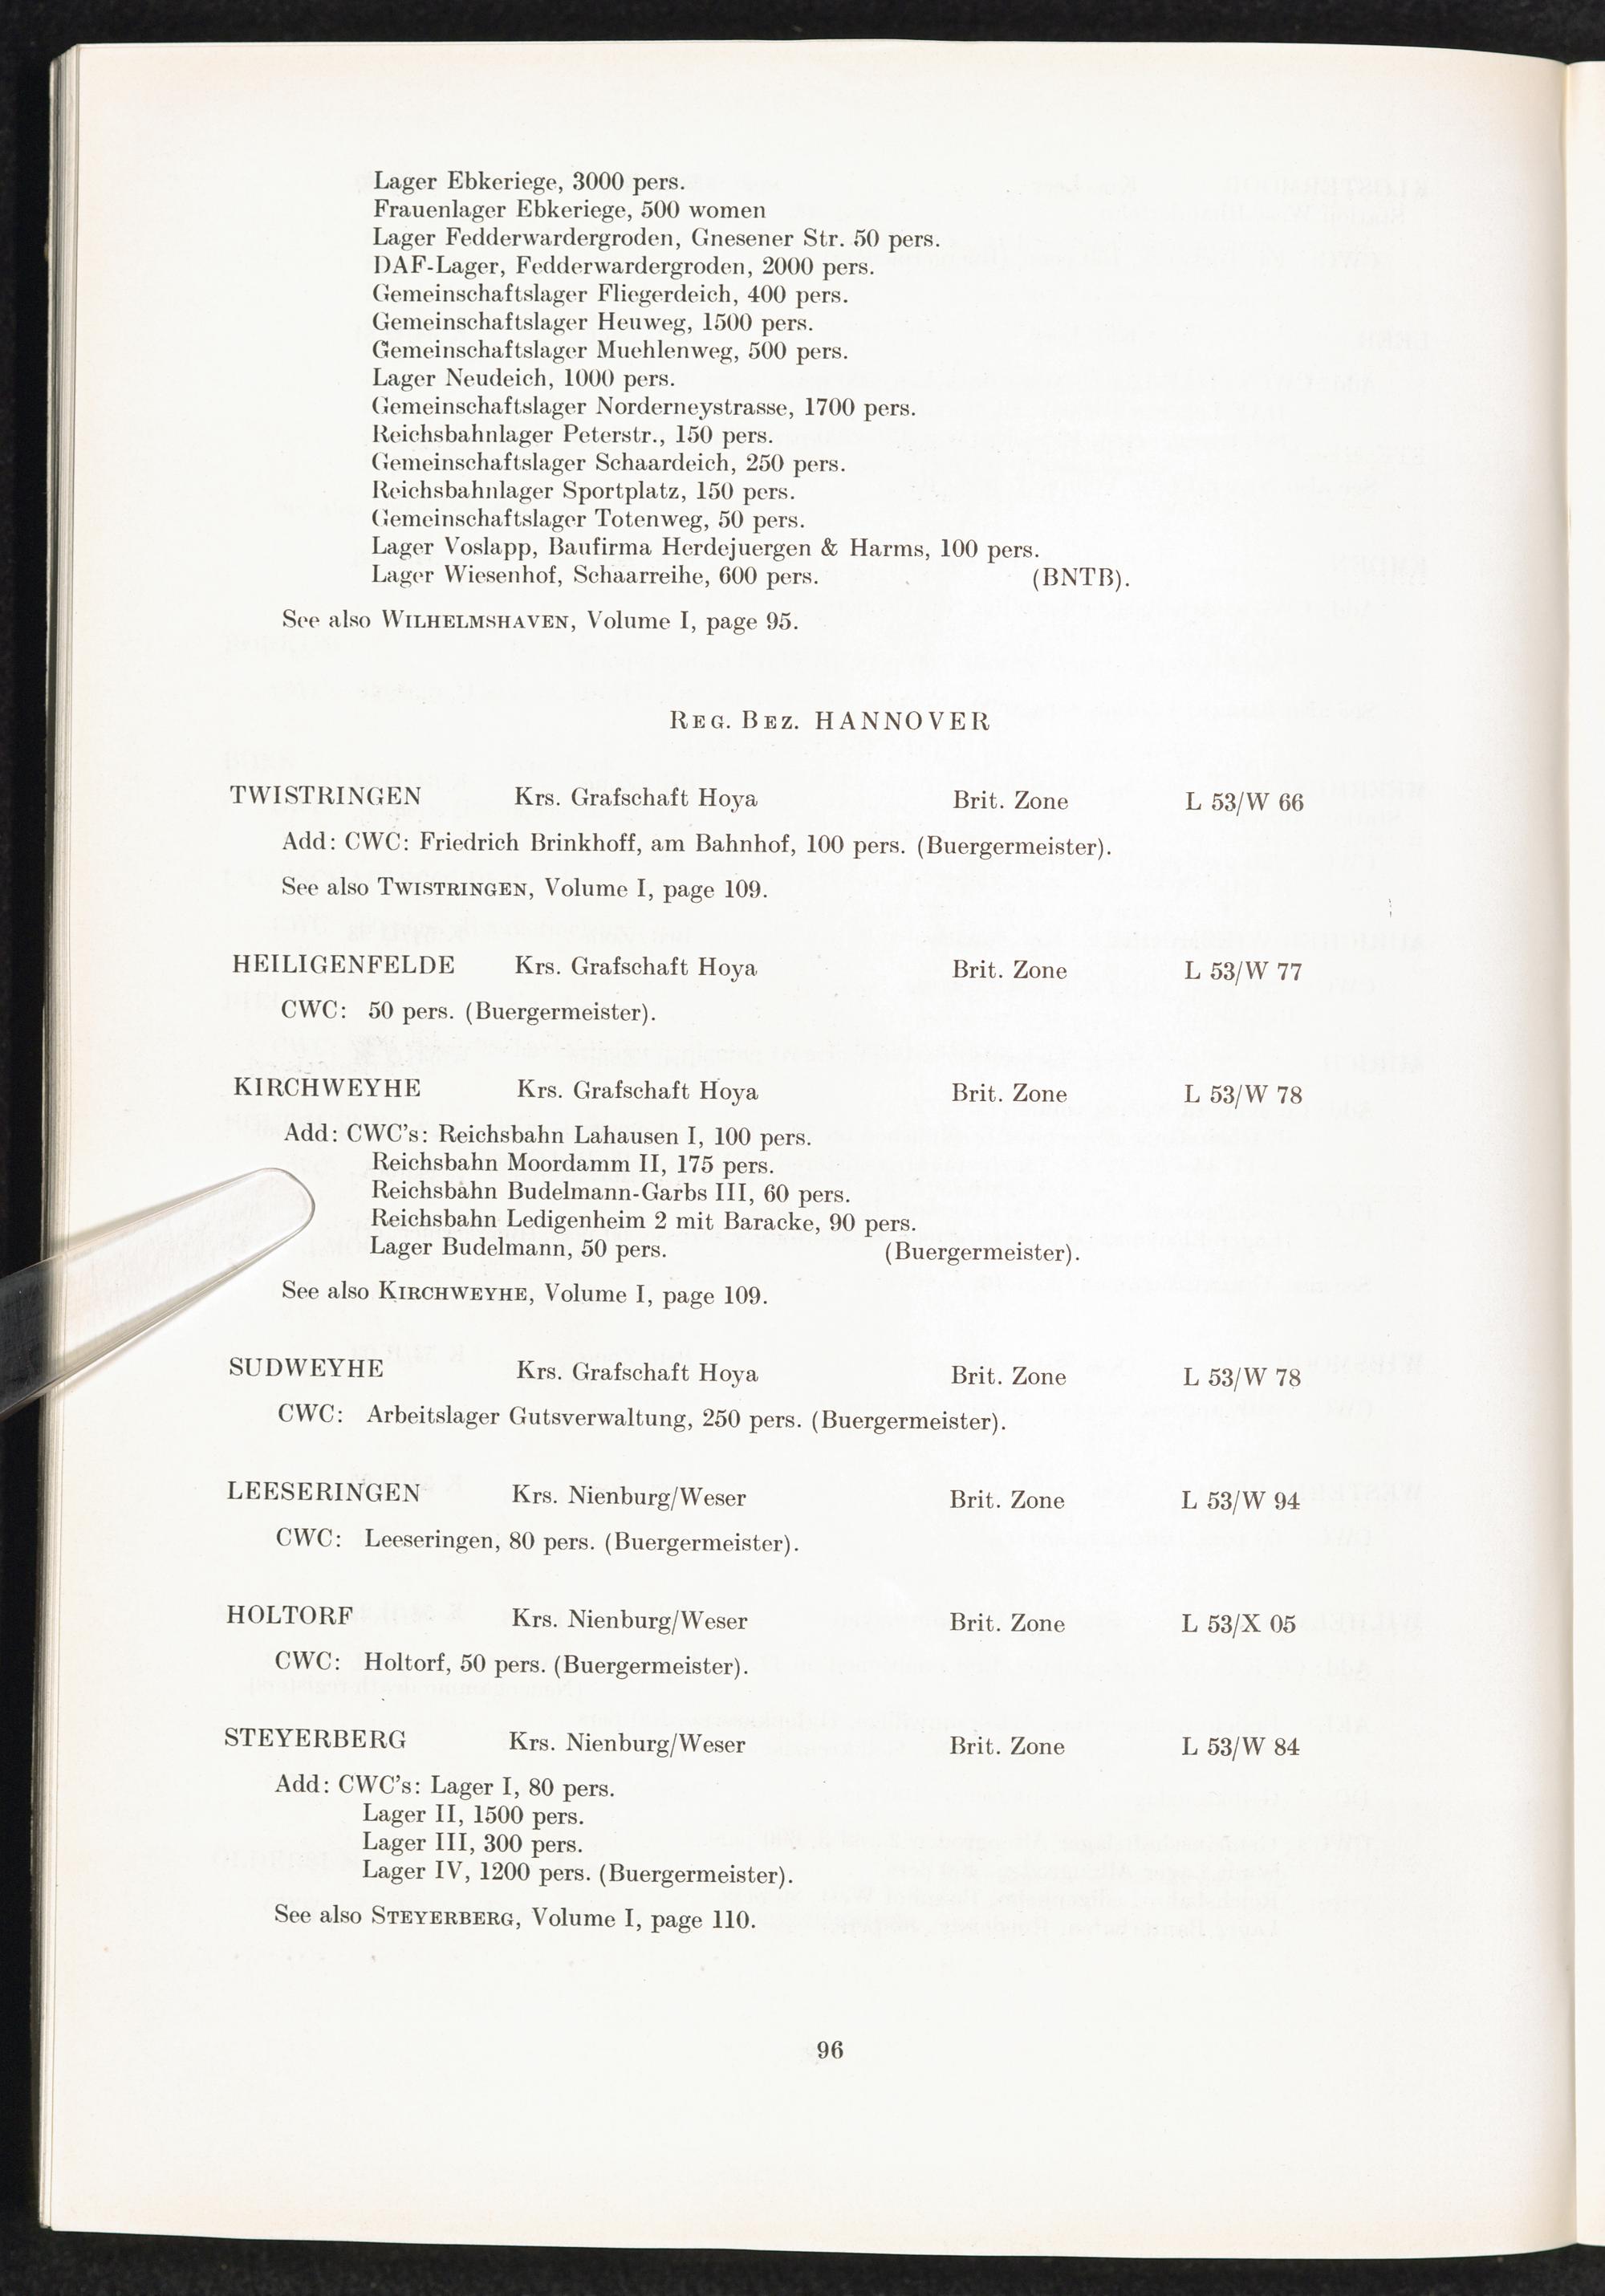 Lager Ebkeriege, 3000 pers.
Frauenlager Ebkeriege, 500 women
Lager Fedderwardergroden, Gnesener Str. 50 pers.
DAF-Lager, Fedderwardergroden, 2000 pers.
Gemeinschaftslager Fliegerdeich, 400 pers.
Gemeinschaftslager Heuweg, 1500 pers.
Gemeinschaftslager Muehlenweg, 500 pers.
Lager Neudeich, 1000 pers.
Gemeinschaftslager Norderneystrasse, 1700 pers.
Reichsbahnlager Peterstr., 150 pers.
Gemeinschaftslager Schaardeich, 250 pers.
Reichsbahnlager Sportplatz, 150 pers.
Gemeinschaftslager Totenweg, 50 pers.
Lager Voslapp, Baufirma Herdejuergen & Harms, 100 pers.
Lager Wiesenhof, Schaarreihe, 600 pers. (BNTB).
See also WILHELMSHAVEN, Volume I, page 95.
REG. BEZ. HANNOVER
TWISTRINGEN Krs. Grafschaft Hoya Brit. Zone L 53/W 66
Add: CWC: Friedrich Brinkhoff, am Bahnhof, 100 pers. (Buergermeister).
See also TWISTRINGEN, Volume I, page 109.
HEILIGENFELDE Krs. Grafschaft Hoya Brit. Zone L 53/W 77
CWC: 50 pers. (Buergermeister).
KIRCHWEYHE Krs. Grafschaft Hoya Brit. Zone L 53/W 78
Add: CWC's: Reichsbahn Lahausen I, 100 pers.
Reichsbahn Moordamm II, 175 pers.
Reichsbahn Budelmann-Garbs III, 60 pers.
Reichsbahn Ledigenheim 2 mit Baracke, 90 pers.
Lager Budelmann, 50 pers. (Buergermeister).
See also KIRCHWEYHE, Volume I, page 109.
SUDWEYHE Krs. Grafschaft Hoya Brit. Zone L 53/W 78
CWC: Arbeitslager Gutsverwaltung, 250 pers. (Buergermeister).
LEESERINGEN Krs. Nienburg/Weser Brit. Zone L 53/W 94
CWC: Leeseringen, 80 pers. (Buergermeister).
HOLTORF Krs. Nienburg/Weser Brit. Zone L 53/X 05
CWC: Holtorf, 50 pers. (Buergermeister).
STEYERBERG Krs. Nienburg/Weser Brit. Zone L 53/W 84
Add: CWC's: Lager I, 80 pers.
Lager II, 1500 pers.
Lager III, 300 pers.
Lager IV, 1200 pers. (Buergermeister).
See also STEYERBERG, Volume I, page 110.
96